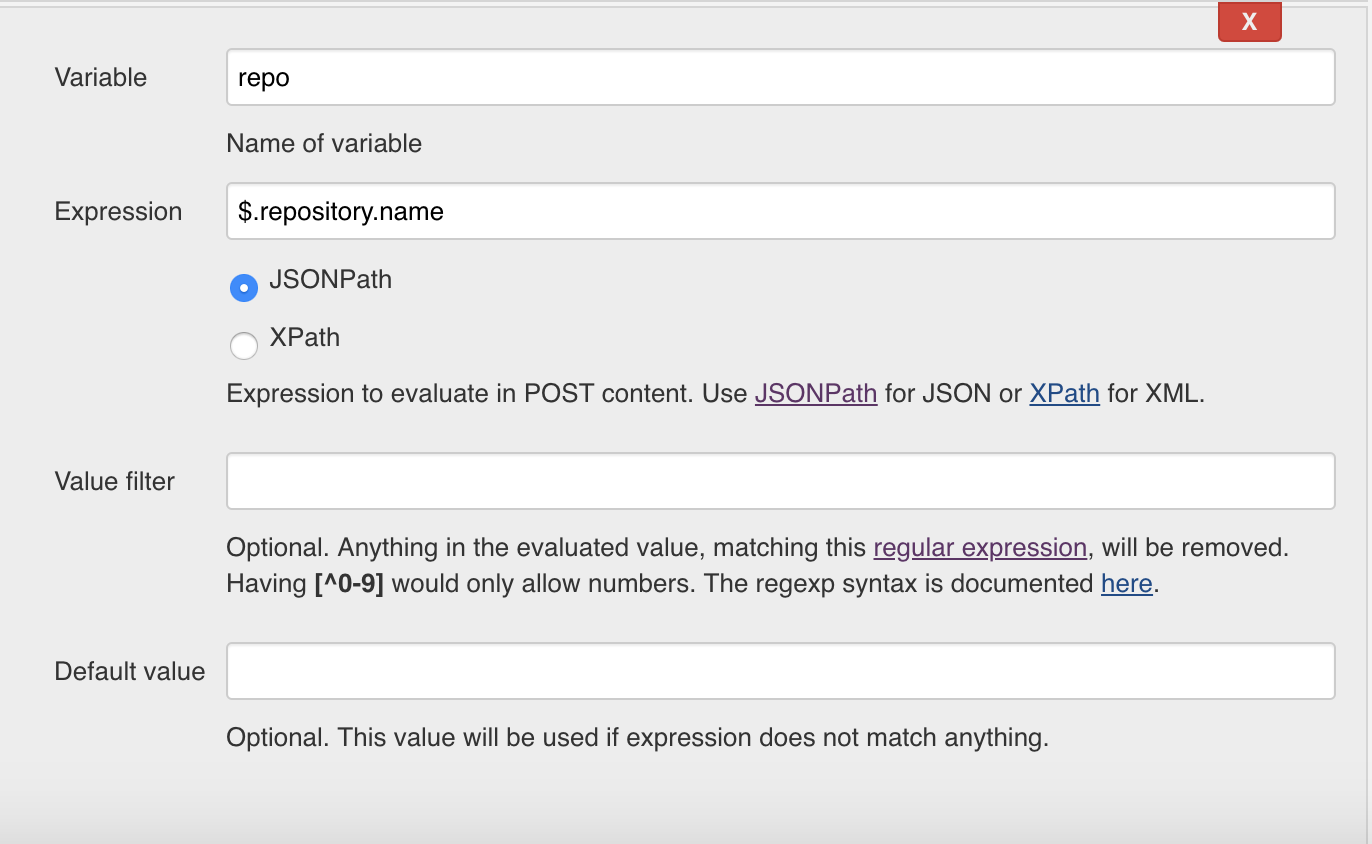 X
Variable
repo
Name of variable
Expression
$.repository.name
JSONPath
XPath
Expression to evaluate in POST content. Use JSONPath for JSON or XPath for XML.
Value filter
Optional. Anything in the evaluated value, matching this regular expression, will be removed.
Having [^0-9] would only allow numbers. The regexp syntax is documented here.
Default value
Optional. This value will be used if expression does not match anything.